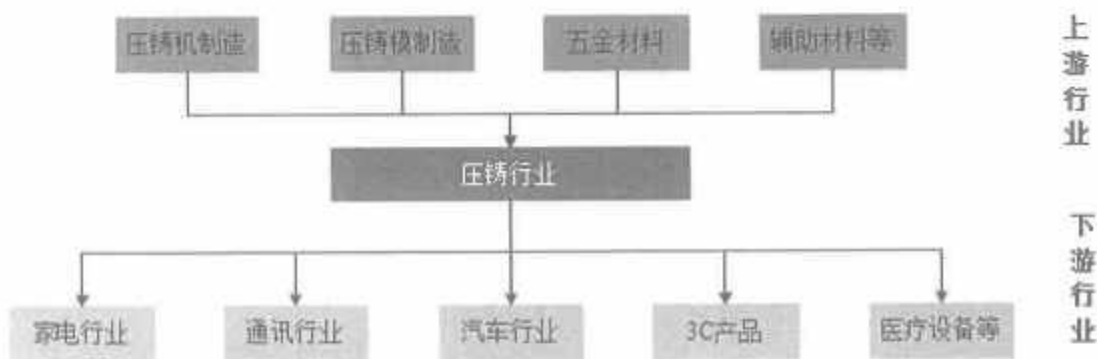 压铸机制造
压铸模制造
五金材料
辅助材料等
上游行业
压铸行业
下游行业
家电行业
通讯行业
汽车行业
3C产品
医疗设备等